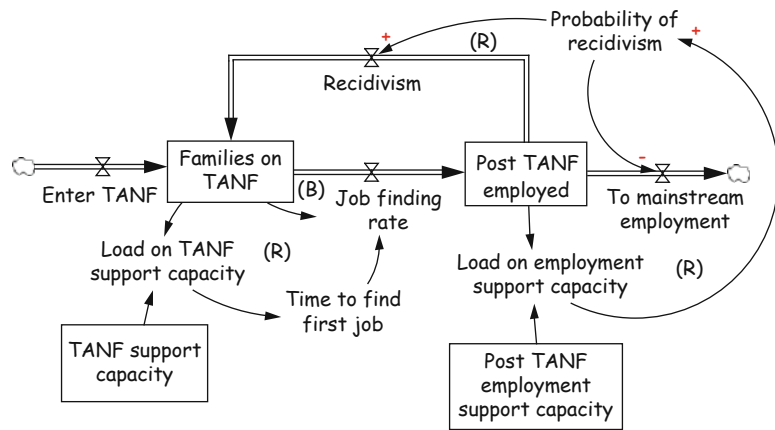 Probability of
recidivism
+
(R)
+
Recidivism
Families on
TANF
Post TANF
employed
-
Enter TANF
(B)
Job finding
rate
To mainstream
employment
Load on TANF
support capacity
(R)
Load on employment
support capacity
(R)
Time to find
first job
TANF support
capacity
Post TANF
employment
support capacity